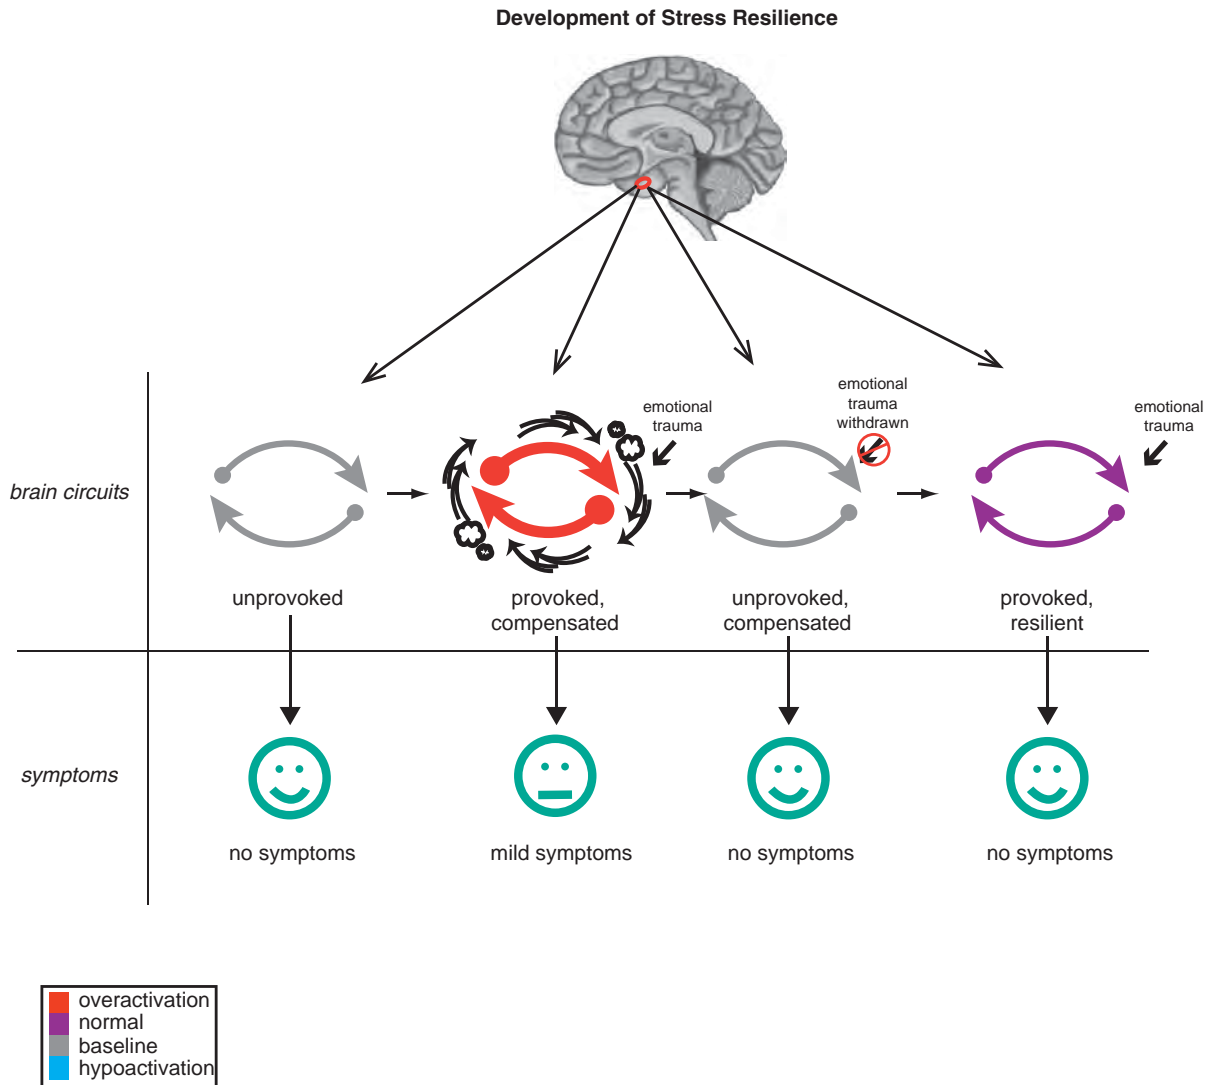 Development of Stress Resilience
emotional
trauma
emotional
trauma
withdrawn
emotional
trauma
brain circuits
unprovoked
provoked,
compensated
unprovoked,
compensated
provoked,
resilient
symptoms
no symptoms
mild symptoms
no symptoms
no symptoms
overactivation
normal
baseline
hypoactivation